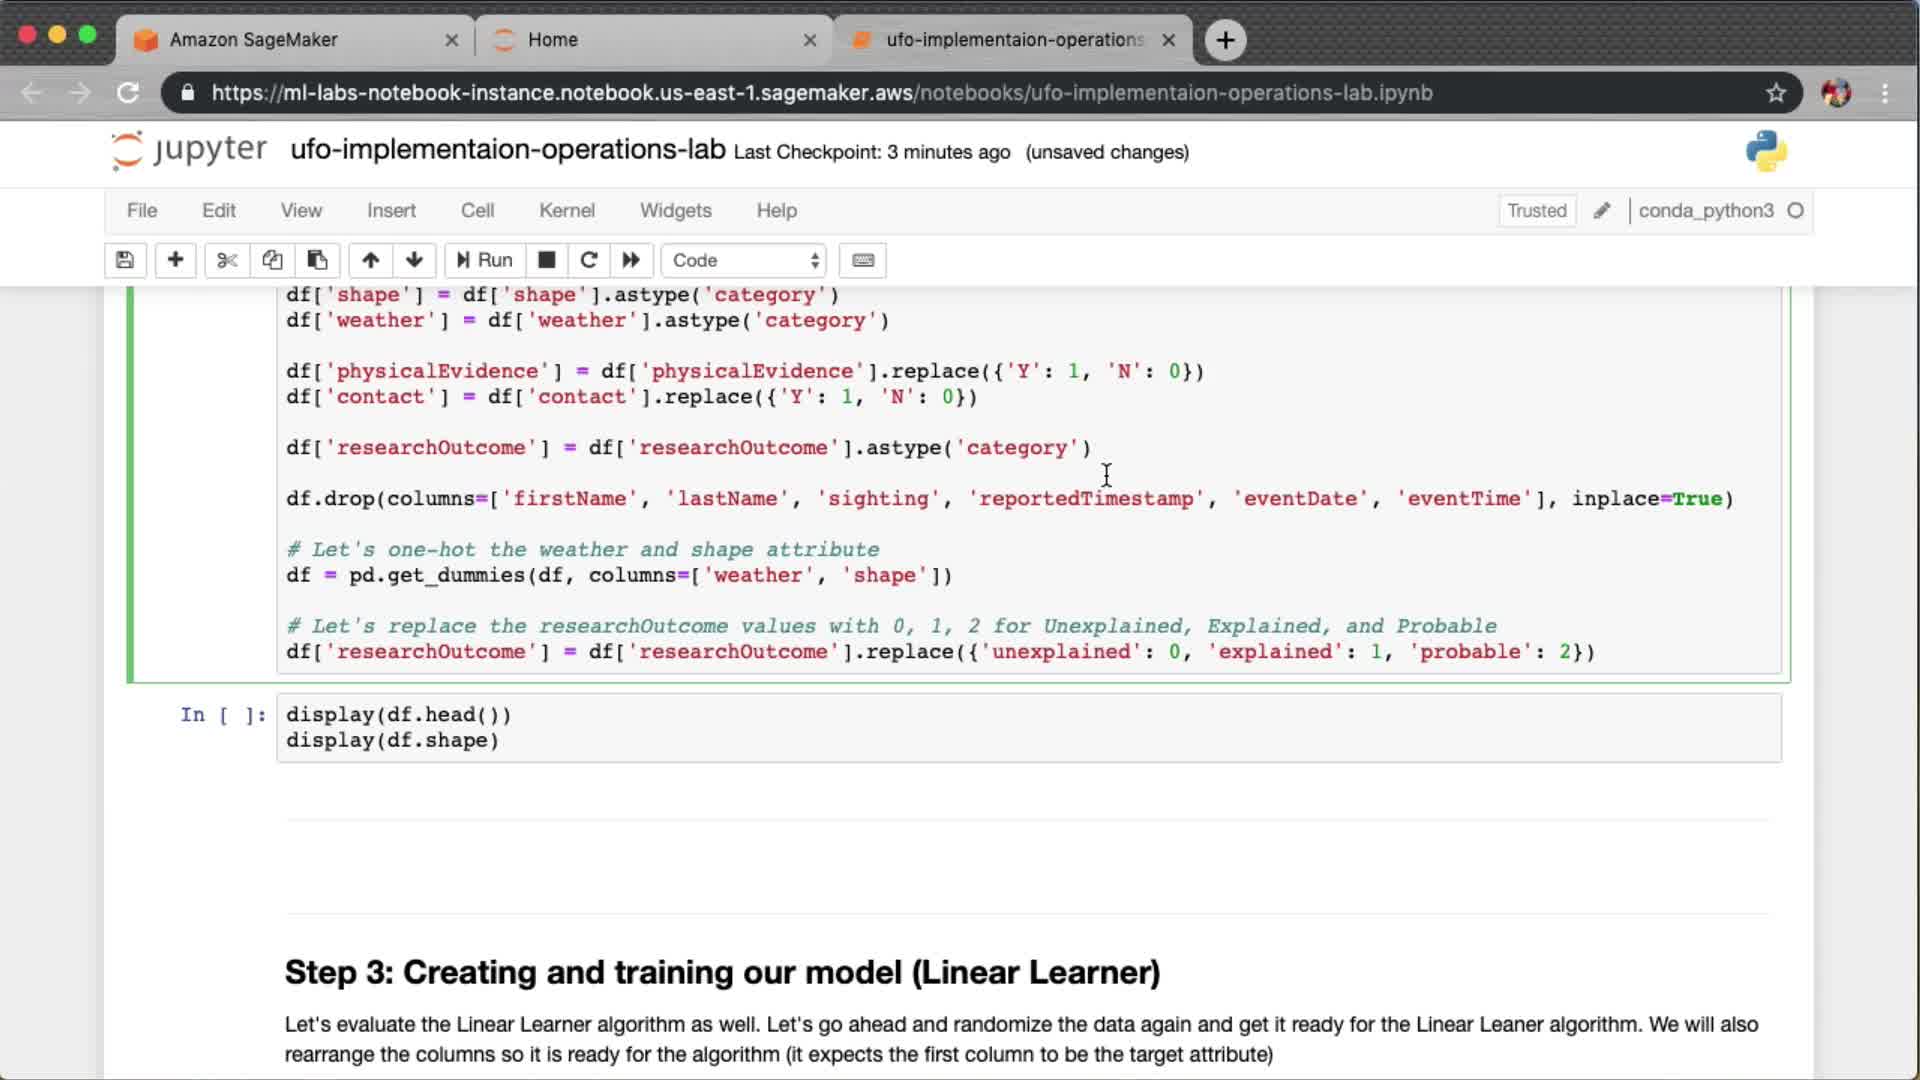 Amazon SageMaker
Home
ufo-implementaion-operations
https://ml-labs-notebook-instance.notebook.us-east-1.sagemaker.aws/notebooks/ufo-implementaion-operations-lab.ipynb
jupyter ufo-implementaion-operations-lab Last Checkpoint: 3 minutes ago (unsaved changes)
File Edit View Insert Cell Kernel Widgets Help Trusted conda_python3
Run Code
df['shape'] = df['shape'].astype('category')
df['weather'] = df['weather'].astype('category')
df['physicalEvidence'] = df['physicalEvidence'].replace({'Y': 1, 'N': 0})
df['contact'] = df['contact'].replace({'Y': 1, 'N': 0})
df['researchOutcome'] = df['researchOutcome'].astype('category')
df.drop(columns=['firstName', 'lastName', 'sighting', 'reportedTimestamp', 'eventDate', 'eventTime'], inplace=True)
# Let's one-hot the weather and shape attribute
df = pd.get_dummies(df, columns=['weather', 'shape'])
# Let's replace the researchOutcome values with 0, 1, 2 for Unexplained, Explained, and Probable
df['researchOutcome'] = df['researchOutcome'].replace({'unexplained': 0, 'explained': 1, 'probable': 2})
In [ ]: display(df.head())
display(df.shape)
Step 3: Creating and training our model (Linear Learner)
Let's evaluate the Linear Learner algorithm as well. Let's go ahead and randomize the data again and get it ready for the Linear Leaner algorithm. We will also
rearrange the columns so it is ready for the algorithm (it expects the first column to be the target attribute)